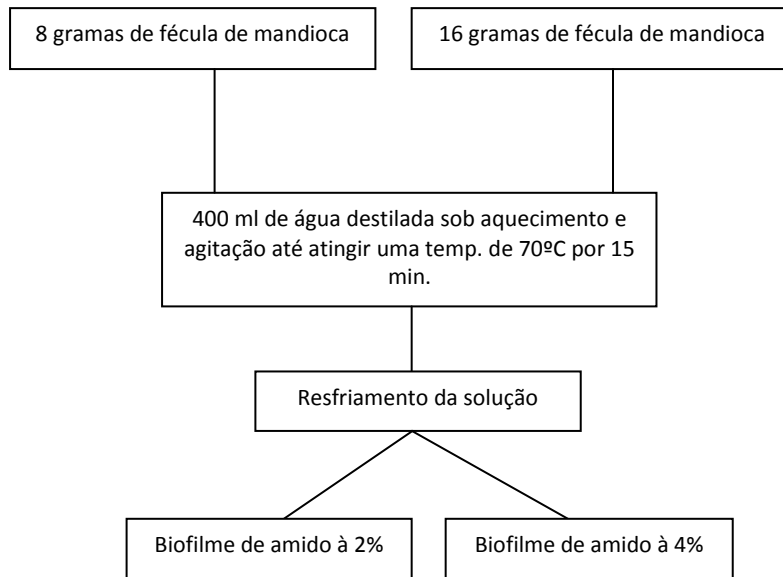 8 gramas de fécula de mandioca
16 gramas de fécula de mandioca
400 ml de água destilada sob aquecimento e
agitação até atingir uma temp. de 70ºC por 15
min.
Resfriamento da solução
Biofilme de amido à 2%
Biofilme de amido à 4%